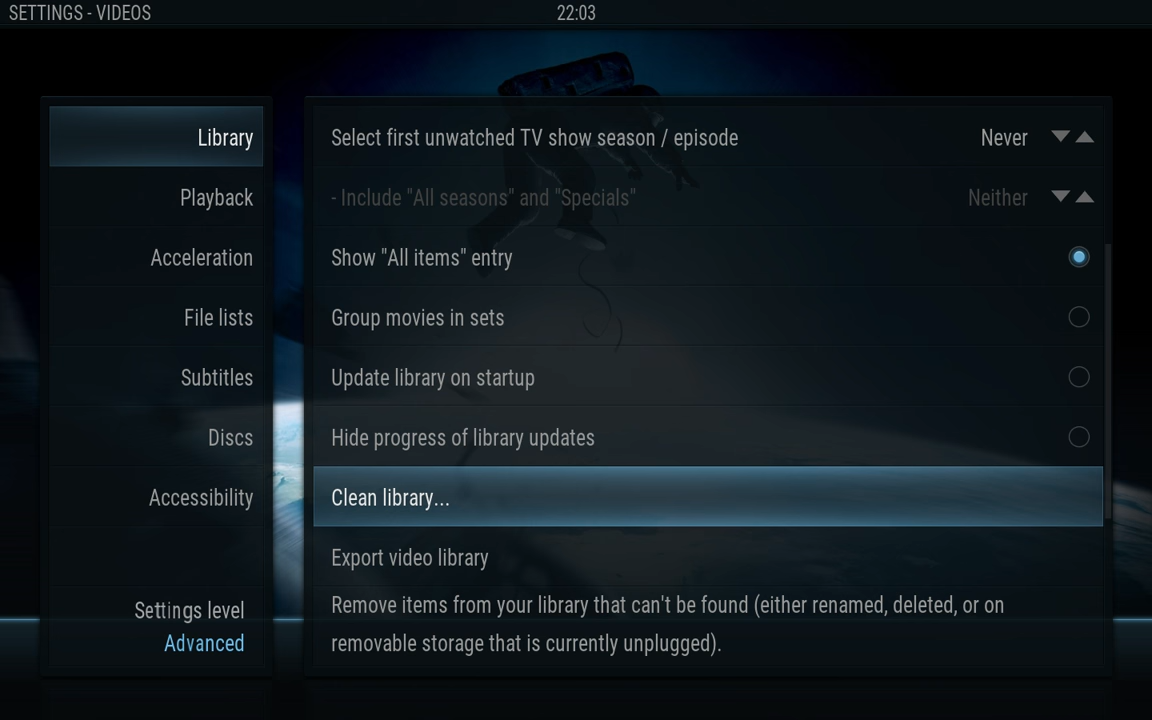 SETTINGS - VIDEOS
22:03
Library
Playback
Acceleration
File lists
Subtitles
Discs
Accessibility
Settings level
Advanced
Select first unwatched TV show season / episode Never
- Include "All seasons" and "Specials" Neither
Show "All items" entry
Group movies in sets
Update library on startup
Hide progress of library updates
Clean library...
Export video library
Remove items from your library that can't be found (either renamed, deleted, or on
removable storage that is currently unplugged).